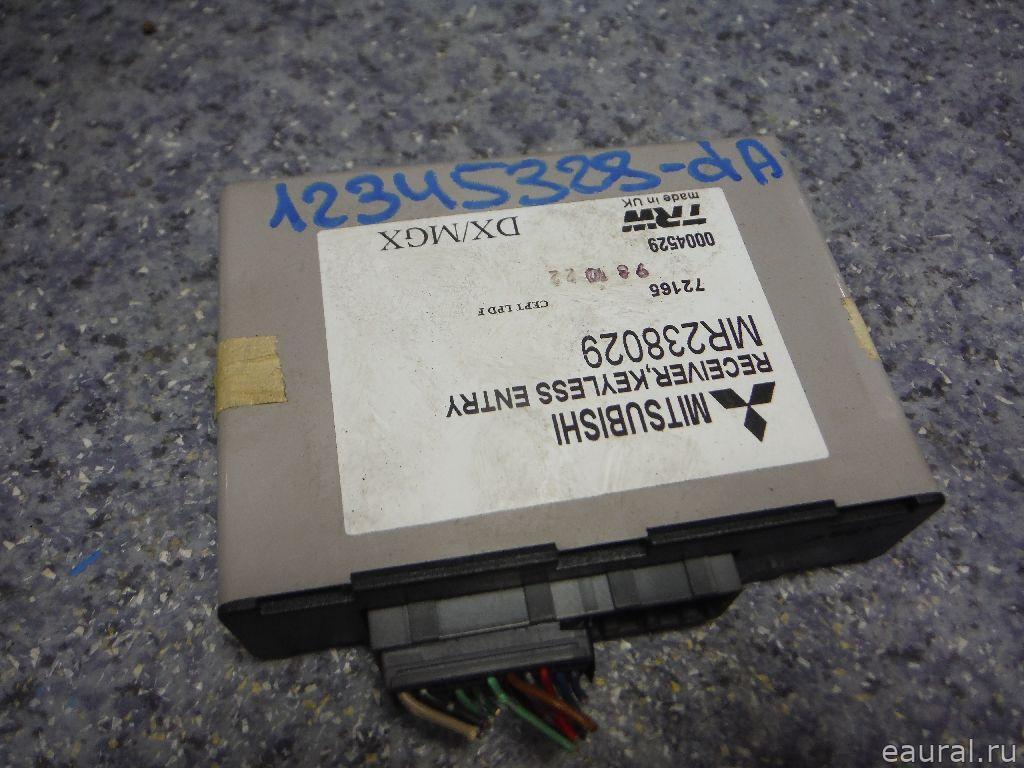 12345328-dA
MITSUBISHI
RECEIVER,KEYLESS ENTRY
MR238029
72165
CEPT LPD F
98 10 22
0004529
TRW
made in UK
DX/MGX
eaural.ru